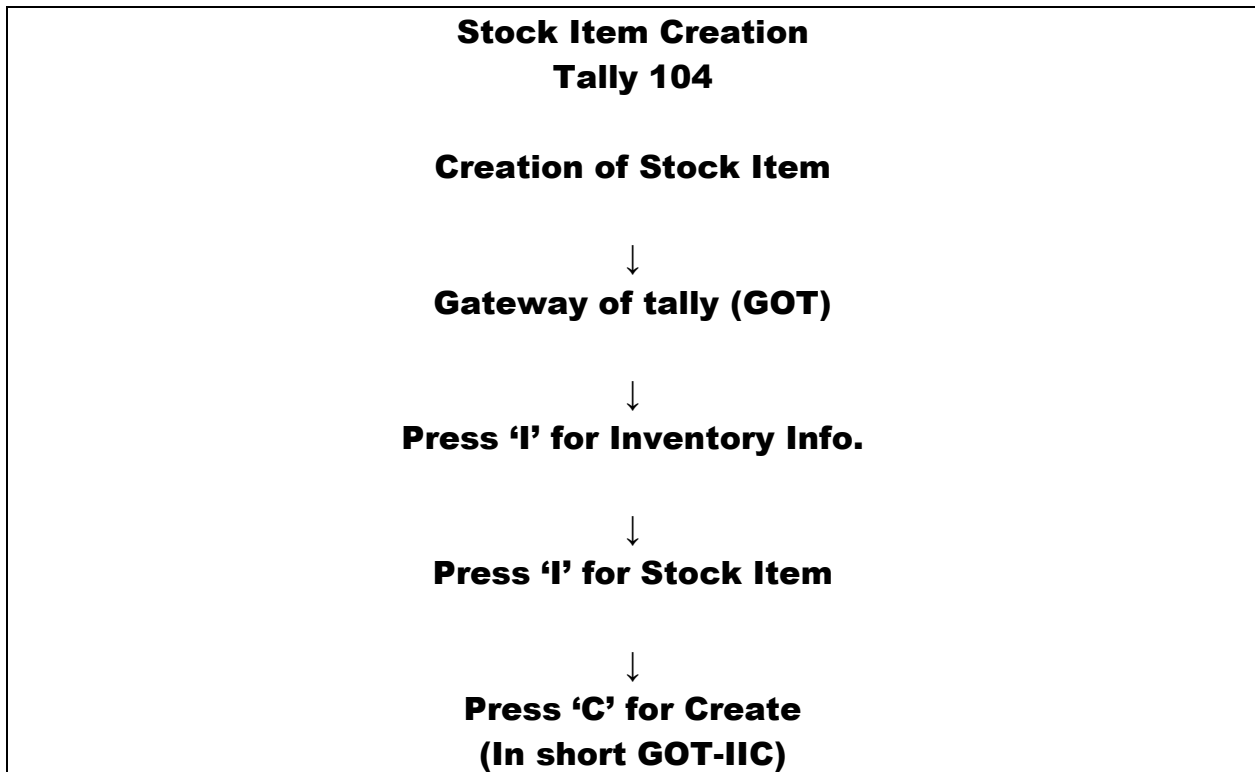 Stock Item Creation
Tally 104
Creation of Stock Item
↓
Gateway of tally (GOT)
↓
Press ‘I’ for Inventory Info.
↓
Press ‘I’ for Stock Item
↓
Press ‘C’ for Create
(In short GOT-IIC)